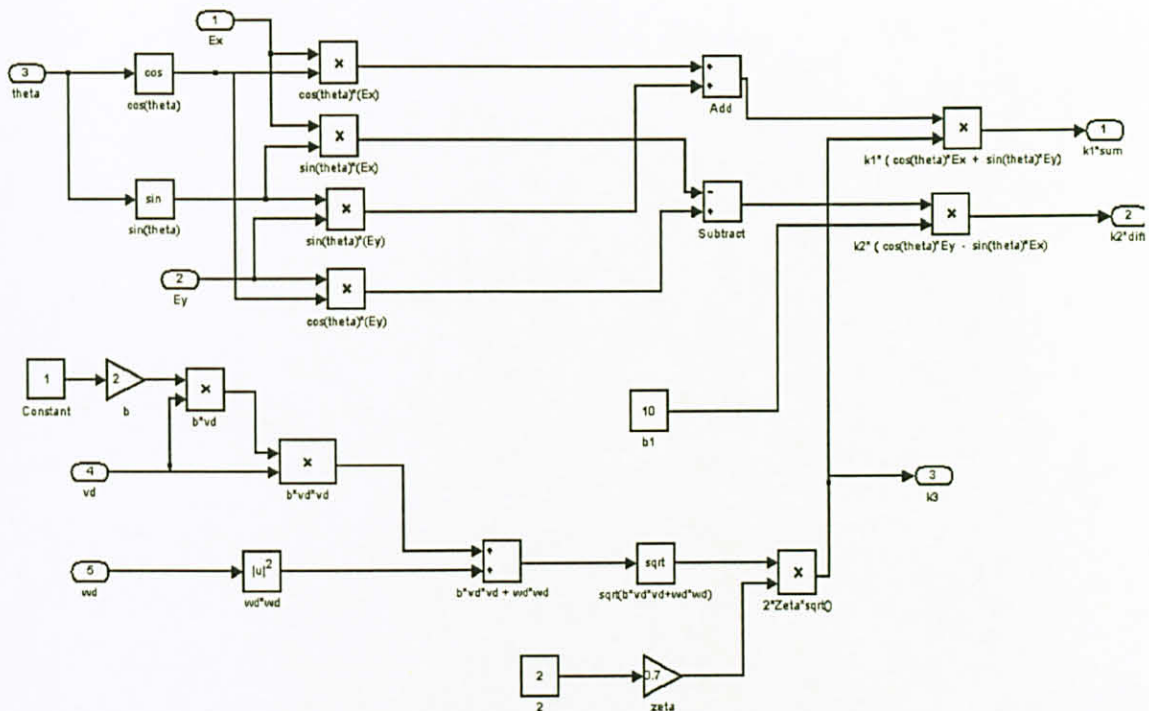 1
Ex
3
theta
cos
cos(theta)
×
cos(theta)*(Ex)
+
+
Add
×
sin(theta)*(Ex)
×
k1* ( cos(theta)*Ex + sin(theta)*Ey)
1
k1*sum
sin
sin(theta)
×
sin(theta)*(Ey)
-
+
Subtract
×
k2* ( cos(theta)*Ey - sin(theta)*Ex)
2
k2*difi
2
Ey
×
cos(theta)*(Ey)
1
Constant
2
b
×
b*vd
10
b1
4
vd
×
b*vd*vd
3
k3
5
wd
|u|2
wd*wd
+
+
b*vd*vd + wd*wd
sqrt
sqrt(b*vd*vd+wd*wd)
×
2*Zeta*sqrt()
2
2
0.7
zeta